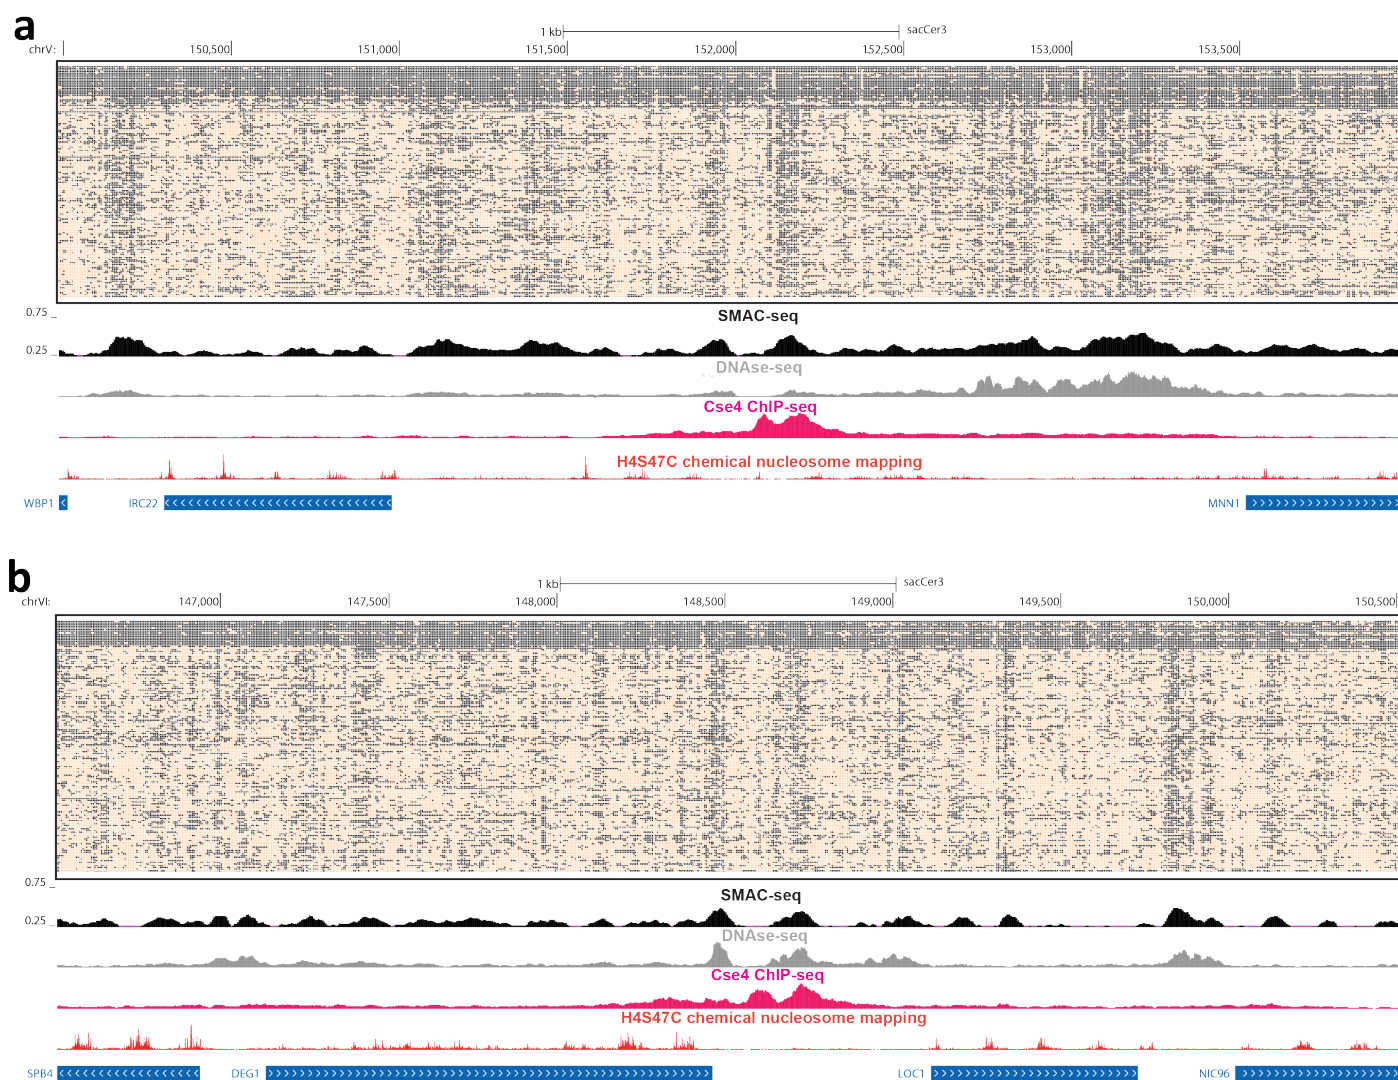 a
1 kb sacCer3
chrV: 150,500 151,000 151,500 152,000 152,500 153,000 153,500
0.75
SMAC-seq
0.25
DNAse-seq
Cse4 ChIP-seq
H4S47C chemical nucleosome mapping
WBP1 IRC22 MNN1
b
1 kb sacCer3
chrVI: 147,000 147,500 148,000 148,500 149,000 149,500 150,000 150,500
0.75
SMAC-seq
0.25
DNAse-seq
Cse4 ChIP-seq
H4S47C chemical nucleosome mapping
SPB4 DEG1 LOC1 NIC96